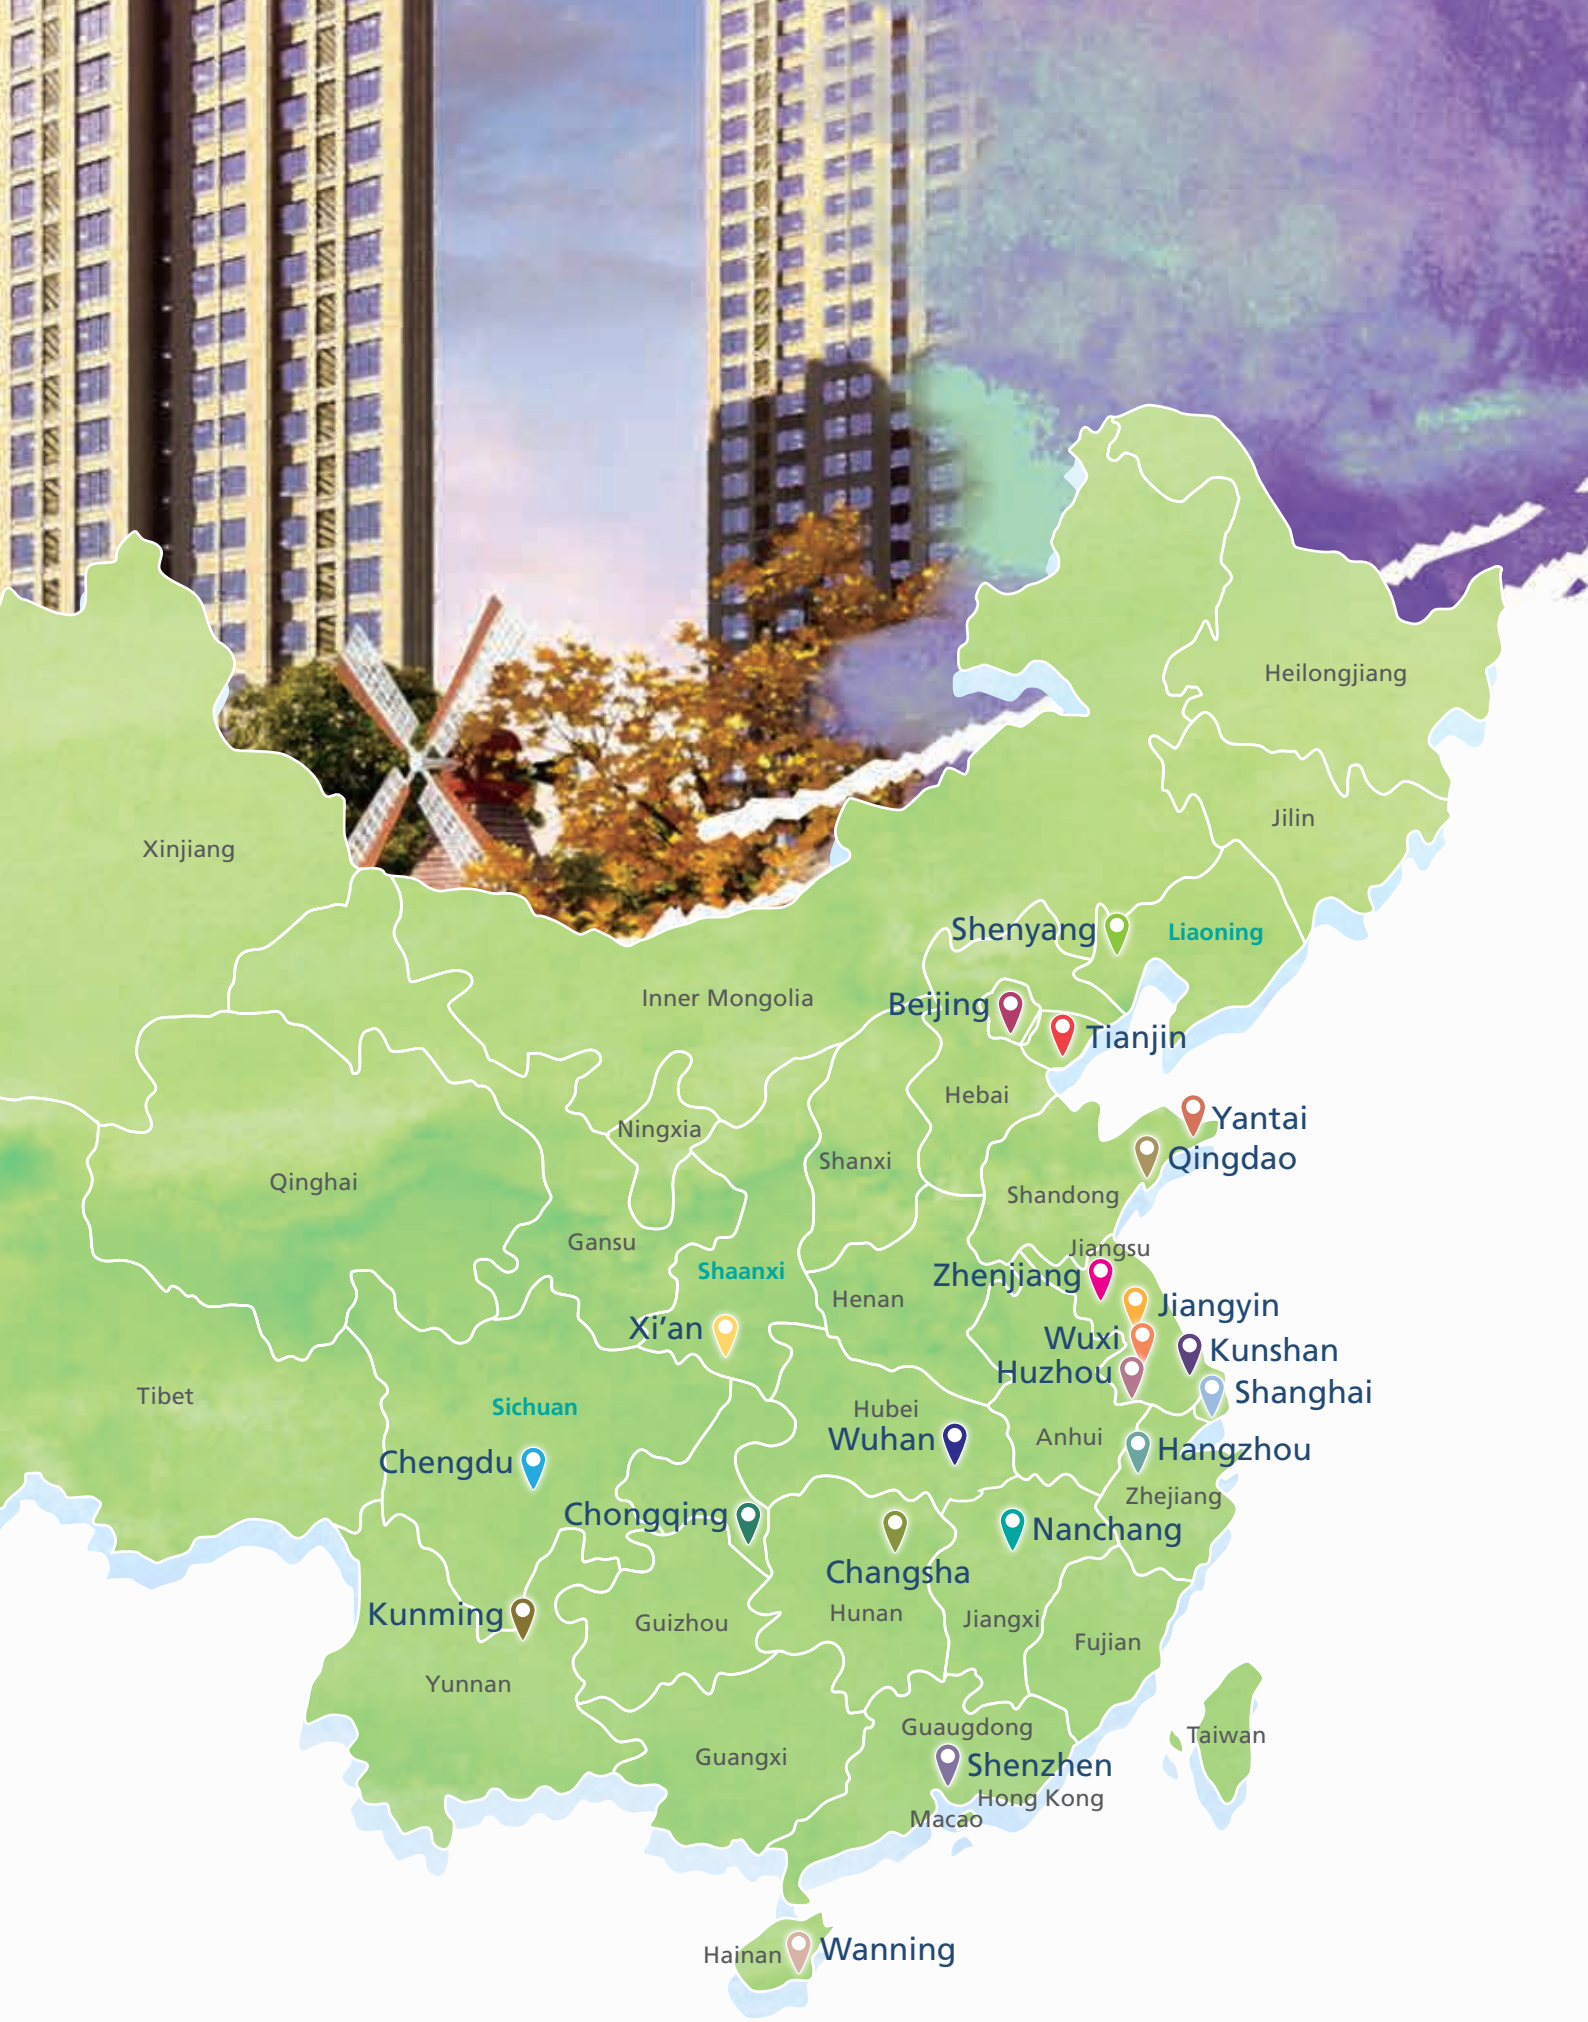 Heilongjiang
Jilin
Xinjiang
Shenyang
Liaoning
Inner Mongolia
Beijing
Tianjin
Hebai
Yantai
Ningxia
Shanxi
Qingdao
Qinghai
Shandong
Gansu
Jiangsu
Shaanxi
Zhenjiang
Henan
Jiangyin
Xi’an
Wuxi
Kunshan
Huzhou
Tibet
Shanghai
Sichuan
Hubei
Wuhan
Anhui
Hangzhou
Chengdu
Zhejiang
Chongqing
Nanchang
Changsha
Kunming
Guizhou
Hunan
Jiangxi
Fujian
Yunnan
Guaugdong
Taiwan
Guangxi
Shenzhen
Hong Kong
Macao
Hainan
Wanning